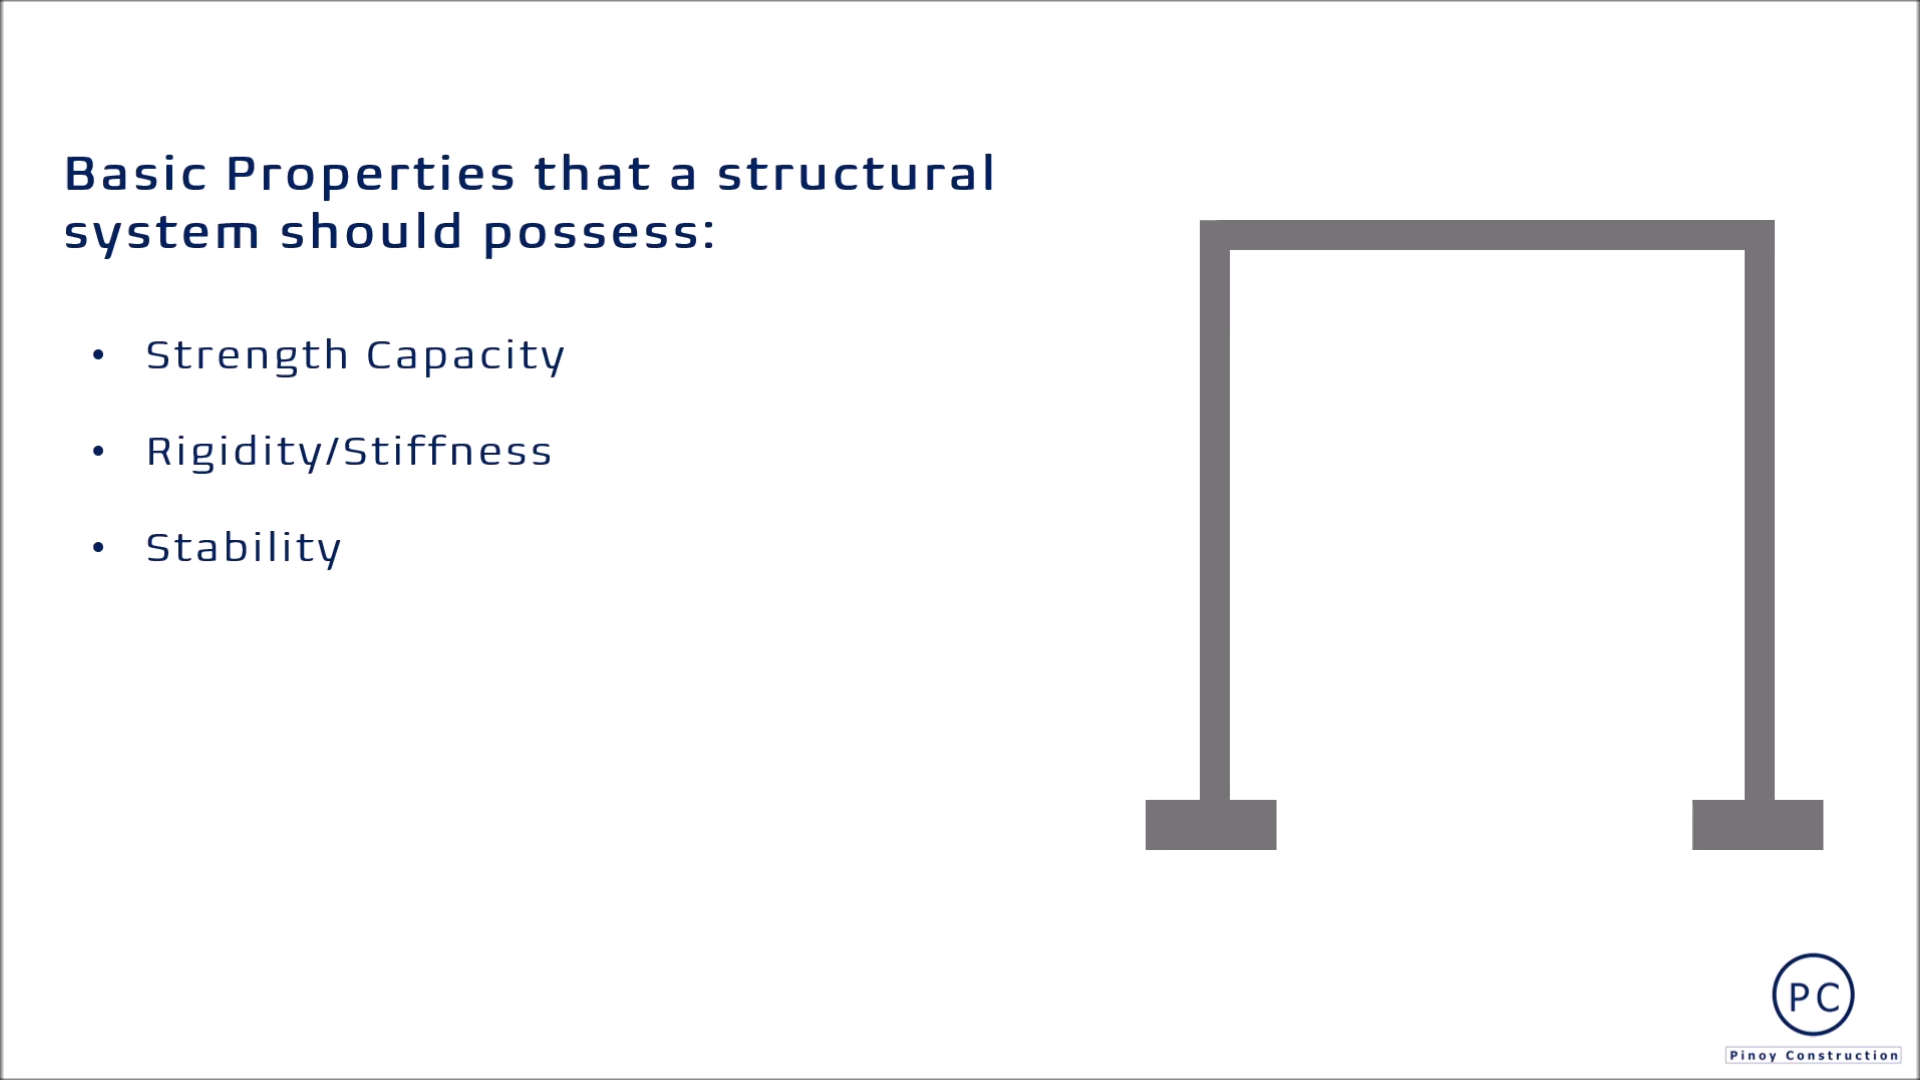 Basic Properties that a structural
system should possess:
• Strength Capacity
• Rigidity/Stiffness
• Stability
PC
Pinoy Construction